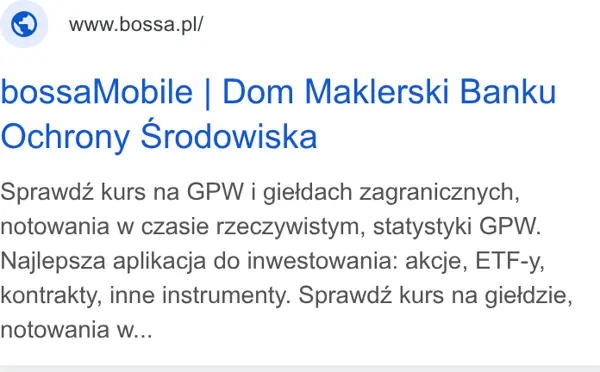 www.bossa.pl/
bossaMobile | Dom Maklerski Banku
Ochrony Środowiska
Sprawdź kurs na GPW i giełdach zagranicznych,
notowania w czasie rzeczywistym, statystyki GPW.
Najlepsza aplikacja do inwestowania: akcje, ETF-y,
kontrakty, inne instrumenty. Sprawdź kurs na giełdzie,
notowania w...